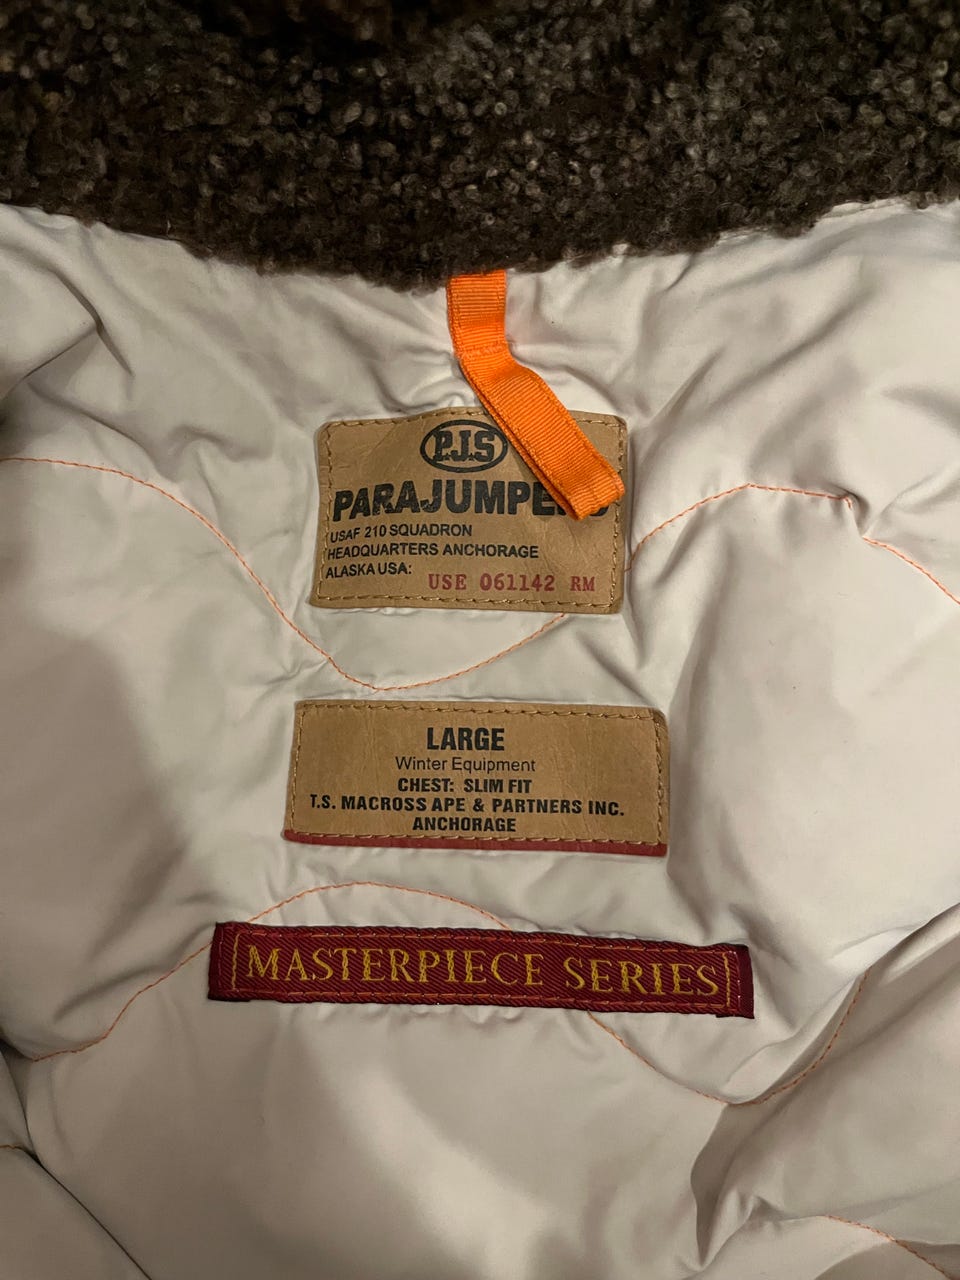 P.J.S
PARAJUMPE
USAF 210 SQUADRON
HEADQUARTERS ANCHORAGE
ALASKA USA: USE 061142 RM
LARGE
Winter Equipment
CHEST: SLIM FIT
T.S. MACROSS APE & PARTNERS INC.
ANCHORAGE
MASTERPIECE SERIES